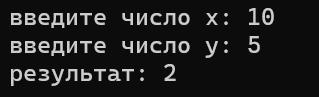 введите число x: 10
введите число y: 5
результат: 2